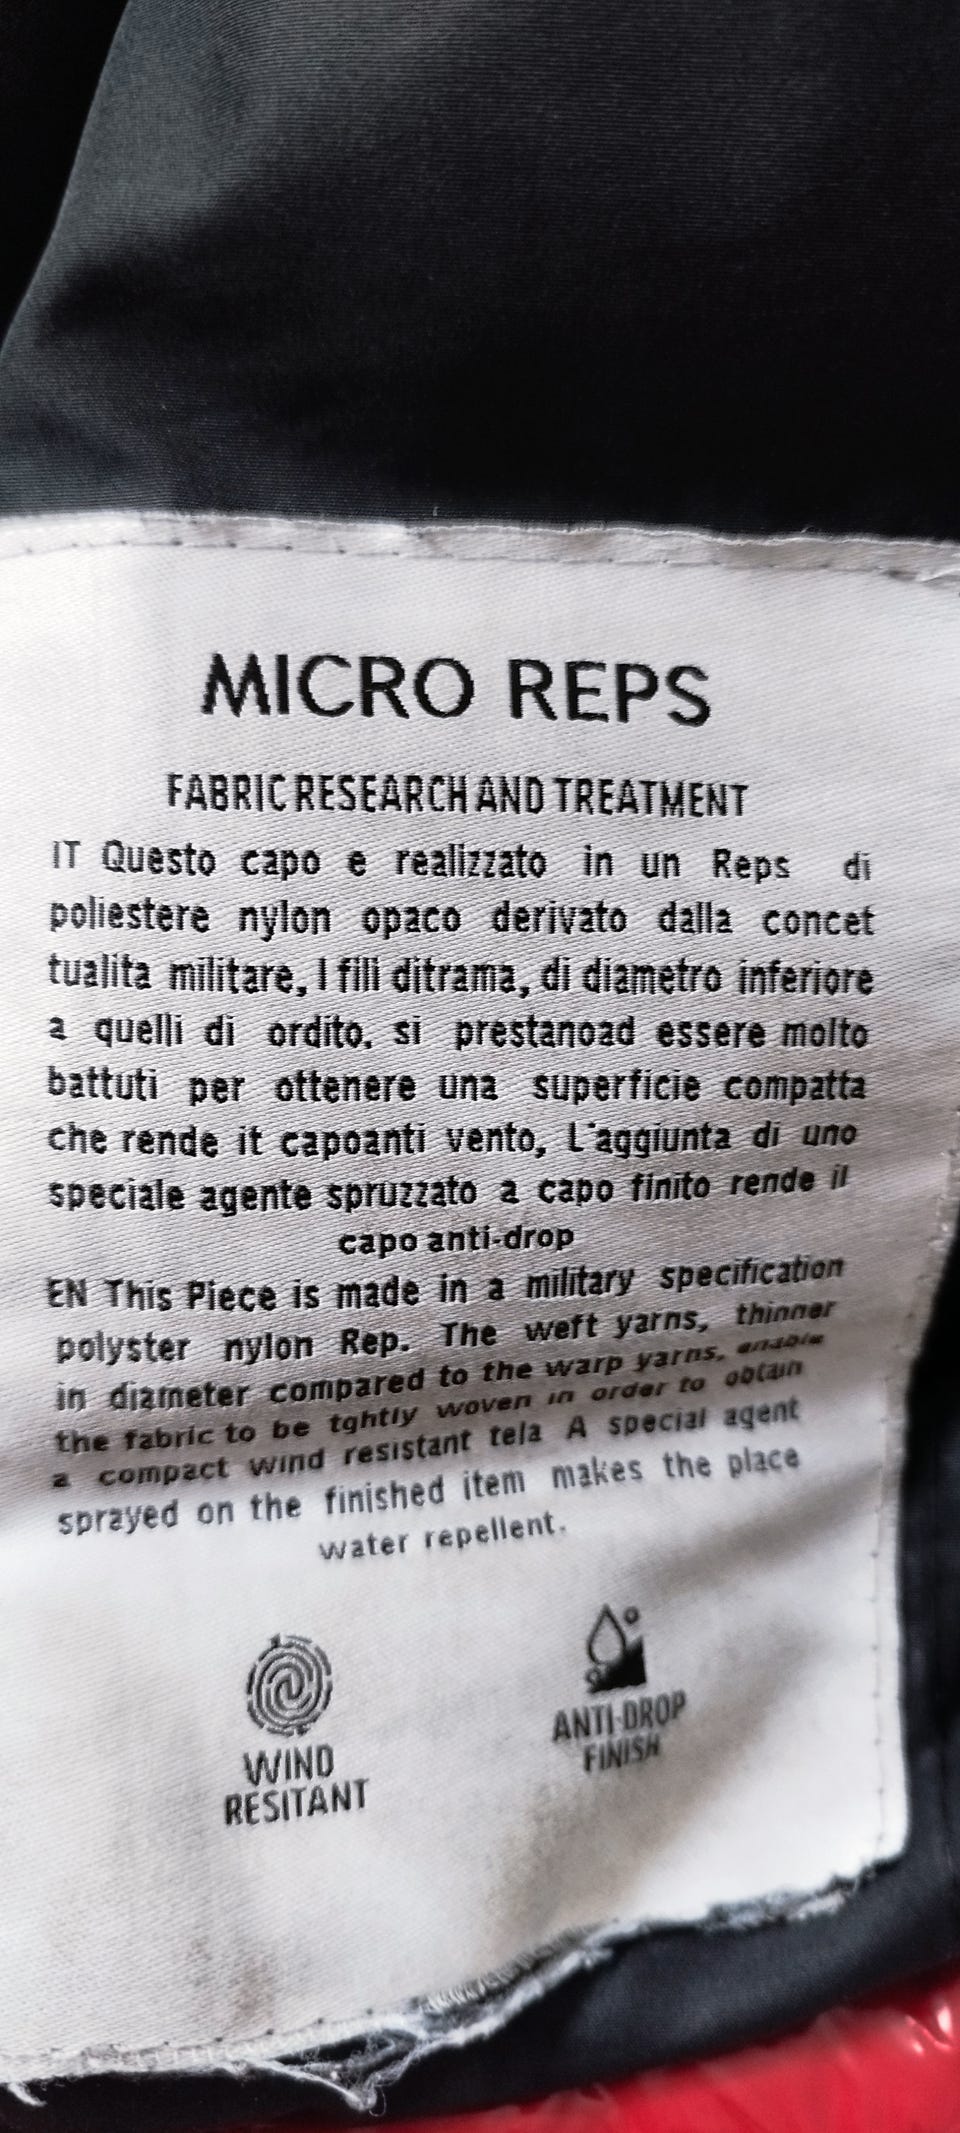 MICRO REPS
FABRIC RESEARCH AND TREATMENT
IT Questo capo e realizzato in un Reps di
poliestere nylon opaco derivato dalla concet
tualita militare, I fili ditrama, di diametro inferiore
a quelli di ordito, si prestanoad essere molto
battuti per ottenere una superficie compatta
che rende it capoanti vento, L'aggiunta di uno
speciale agente spruzzato a capo finito rende il
capo anti-drop
EN This Piece is made in a military specification
polyster nylon Rep. The weft yarns, thinner
in diameter compared to the warp yarns, enable
the fabric to be tghtly woven in order to obtain
a compact wind resistant tela A special agent
sprayed on the finished item makes the place
water repellent.
WIND
RESITANT
ANTI-DROP
FINISH